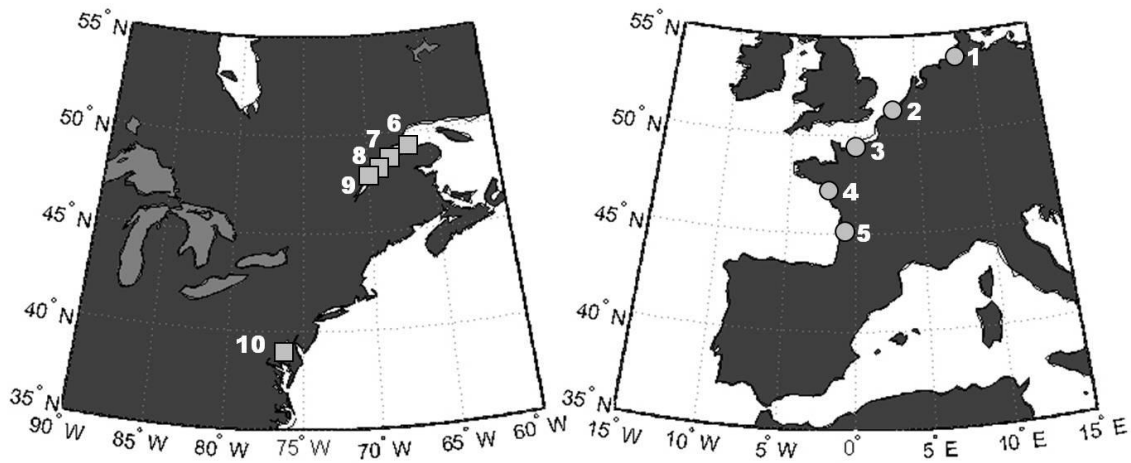 55° N
50° N
45° N
40° N
35° N
90° W
85° W
80° W
75° W
70° W
65° W
60° W
6
7
8
9
10
55° N
50° N
45° N
40° N
35° N
15° W
10° W
5° W
0
5° E
10° E
15° E
1
2
3
4
5